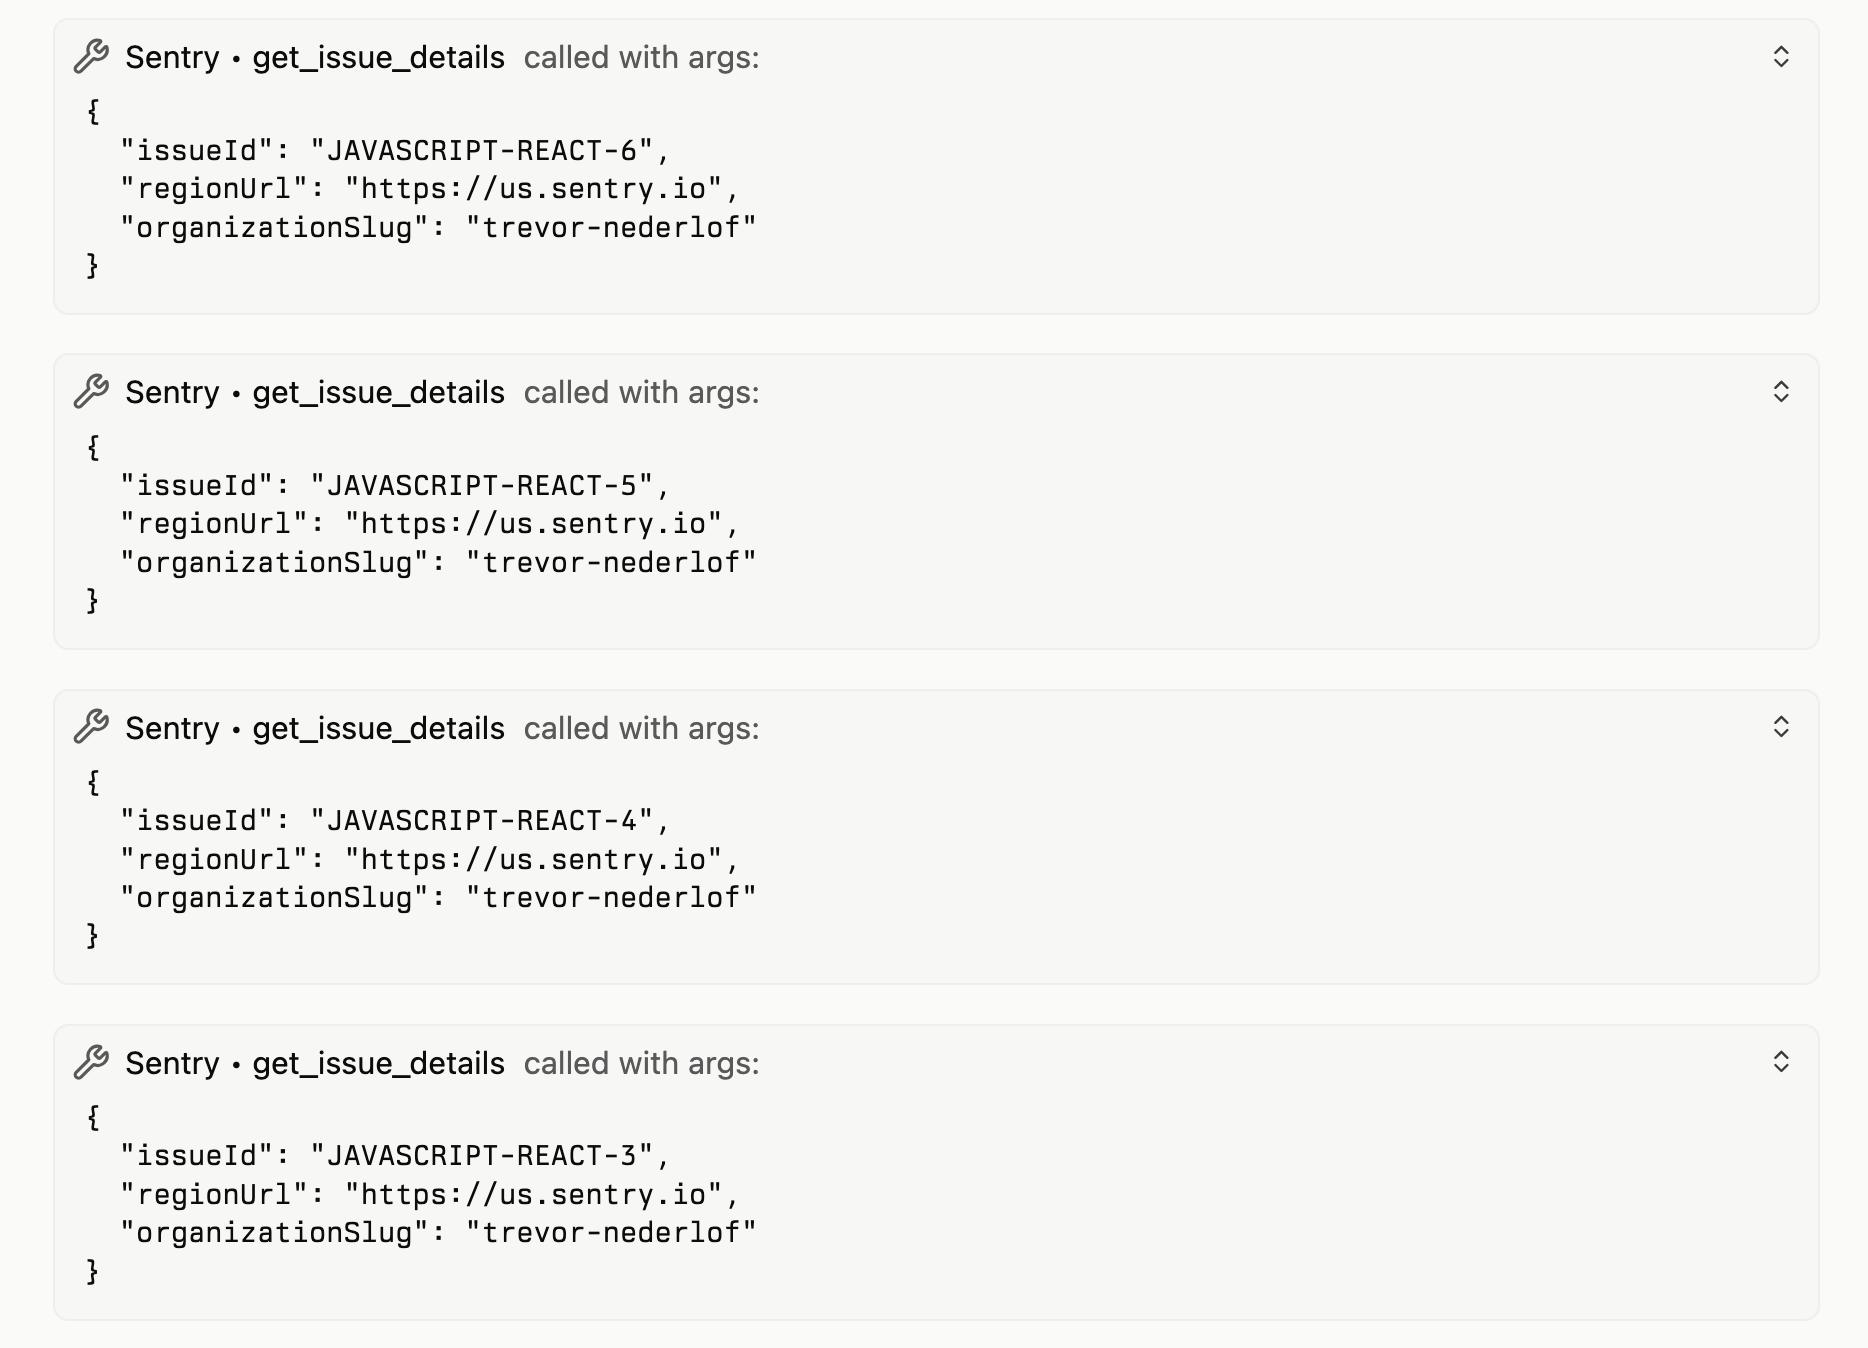 Sentry • get_issue_details called with args:
{
  "issueId": "JAVASCRIPT-REACT-6",
  "regionUrl": "https://us.sentry.io",
  "organizationSlug": "trevor-nederlof"
}
Sentry • get_issue_details called with args:
{
  "issueId": "JAVASCRIPT-REACT-5",
  "regionUrl": "https://us.sentry.io",
  "organizationSlug": "trevor-nederlof"
}
Sentry • get_issue_details called with args:
{
  "issueId": "JAVASCRIPT-REACT-4",
  "regionUrl": "https://us.sentry.io",
  "organizationSlug": "trevor-nederlof"
}
Sentry • get_issue_details called with args:
{
  "issueId": "JAVASCRIPT-REACT-3",
  "regionUrl": "https://us.sentry.io",
  "organizationSlug": "trevor-nederlof"
}